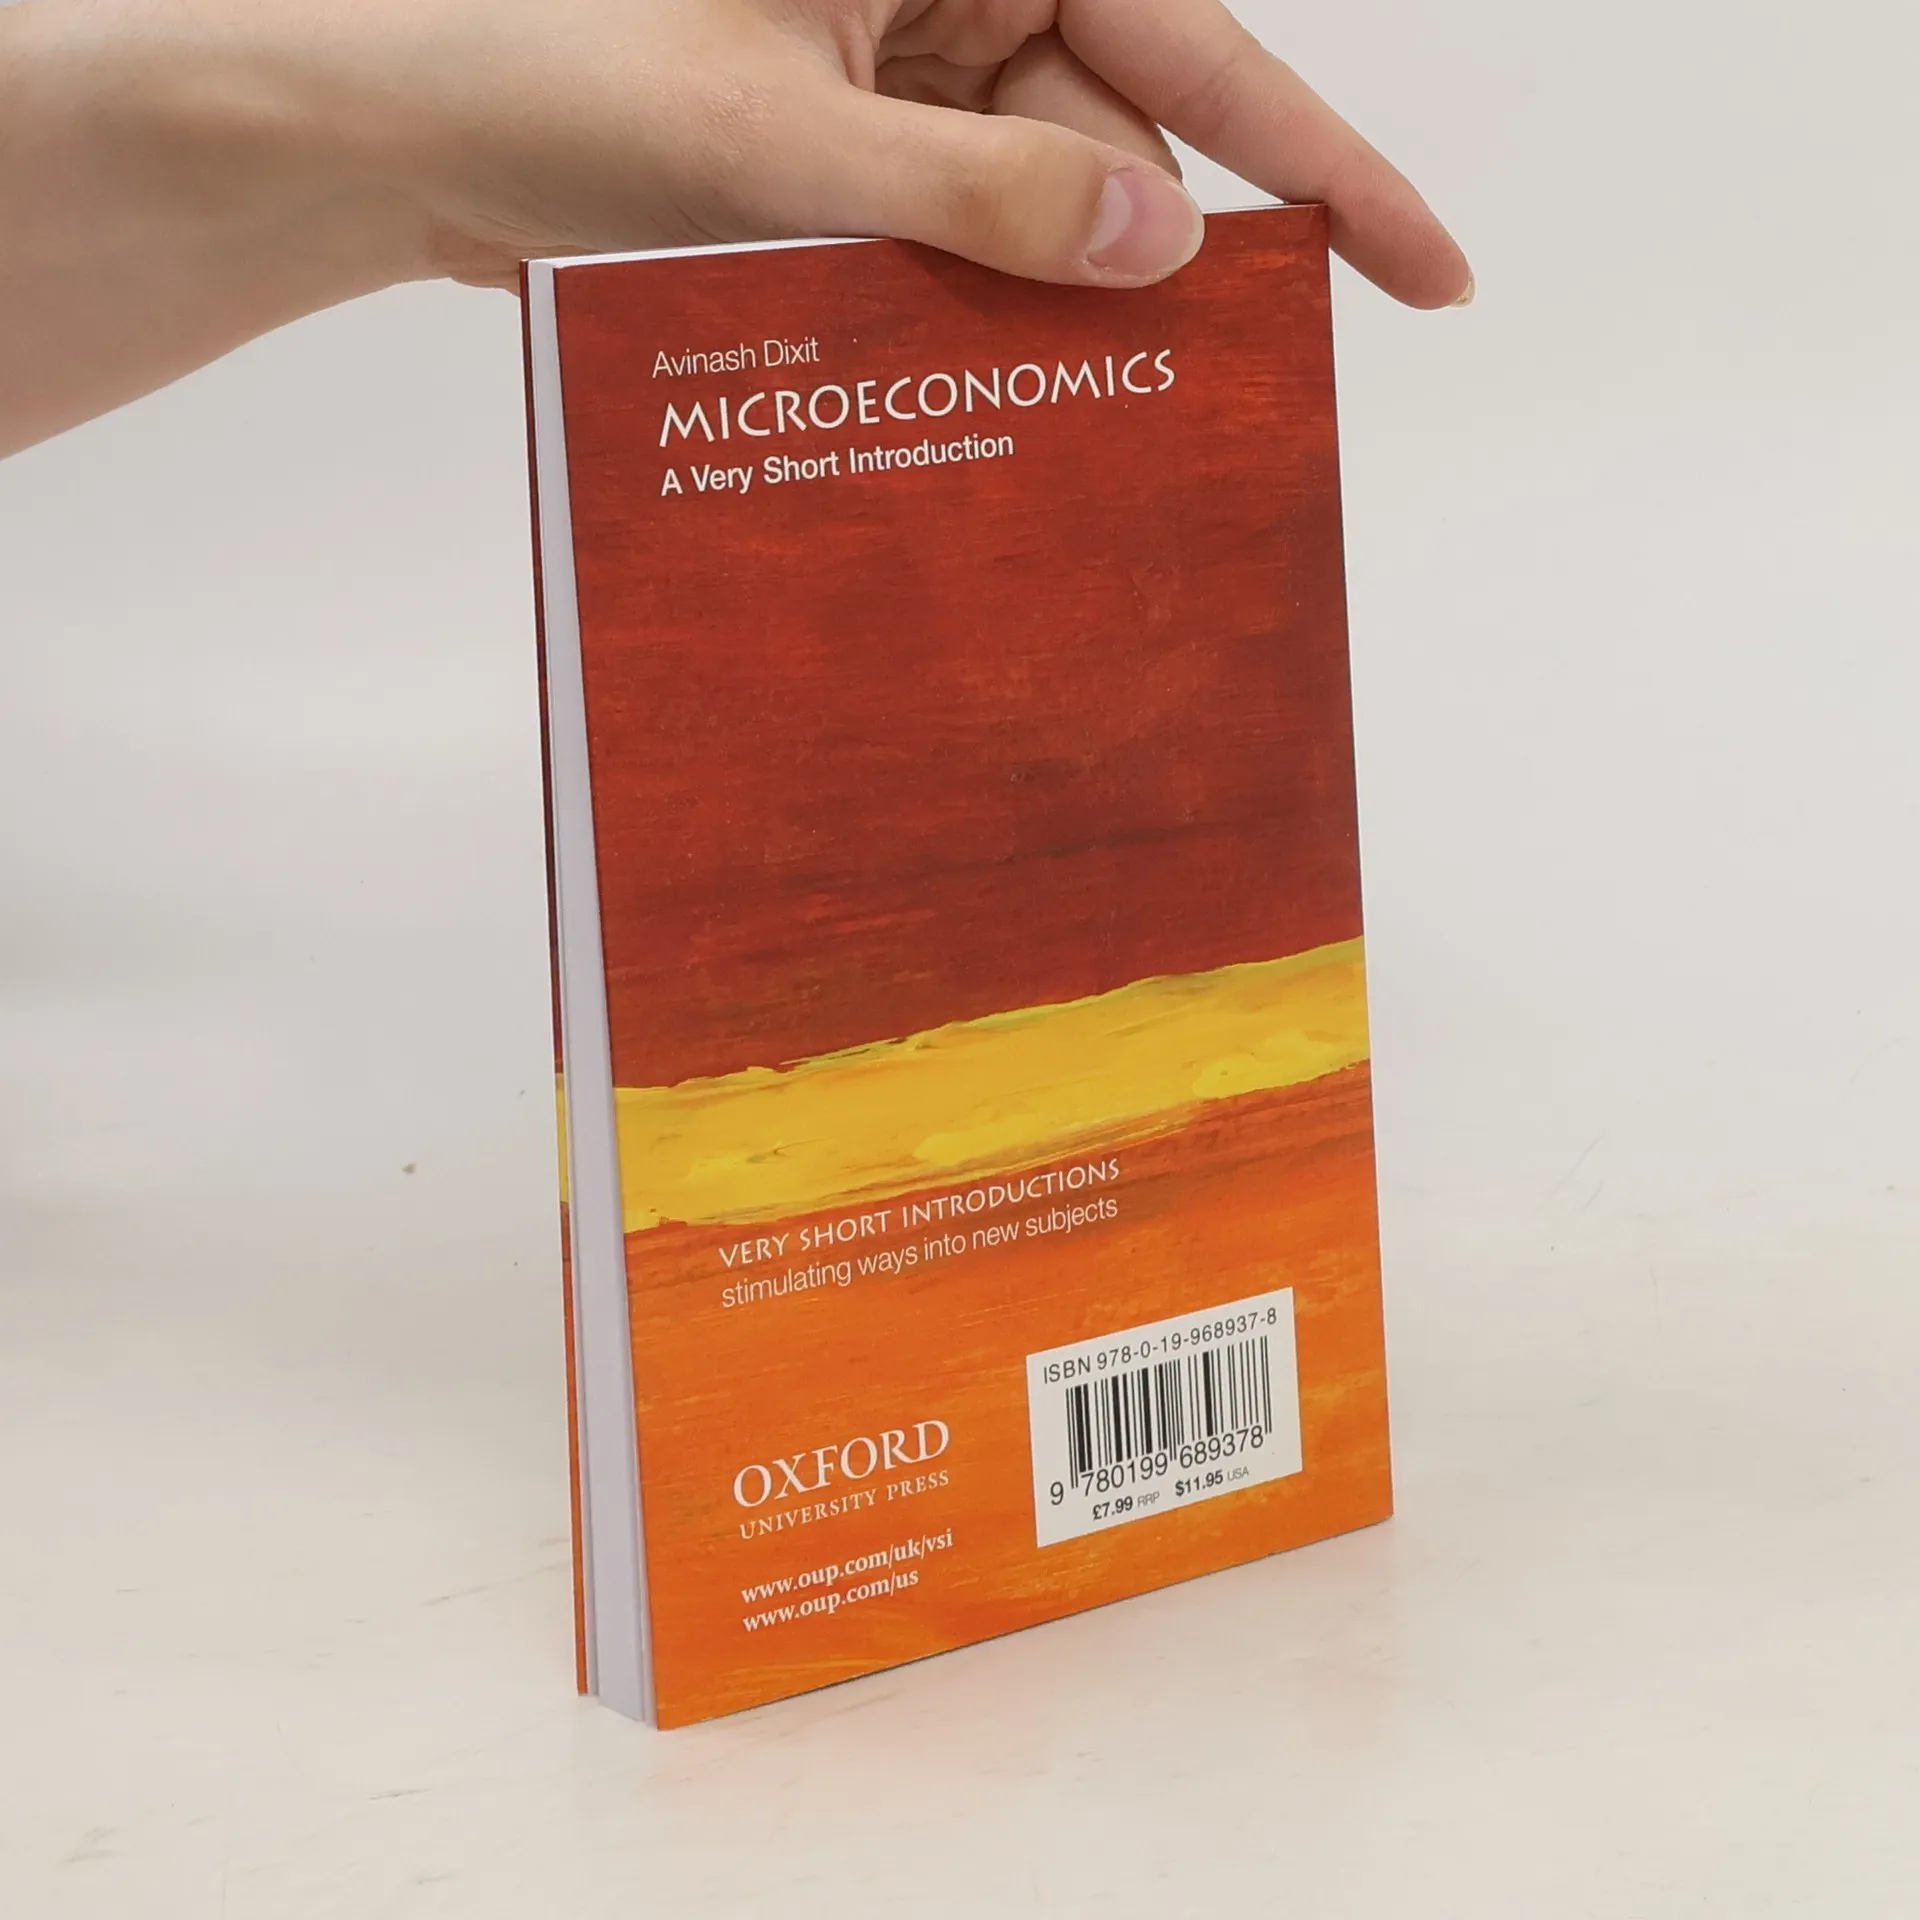 Avinash Dixit
MICROECONOMICS
A Very Short Introduction
VERY SHORT INTRODUCTIONS
stimulating ways into new subjects
ISBN 978-0-19-968937-8
9 780199 689378
£7.99 RRP $11.95 USA
OXFORD
UNIVERSITY PRESS
www.oup.com/uk/vsi
www.oup.com/us